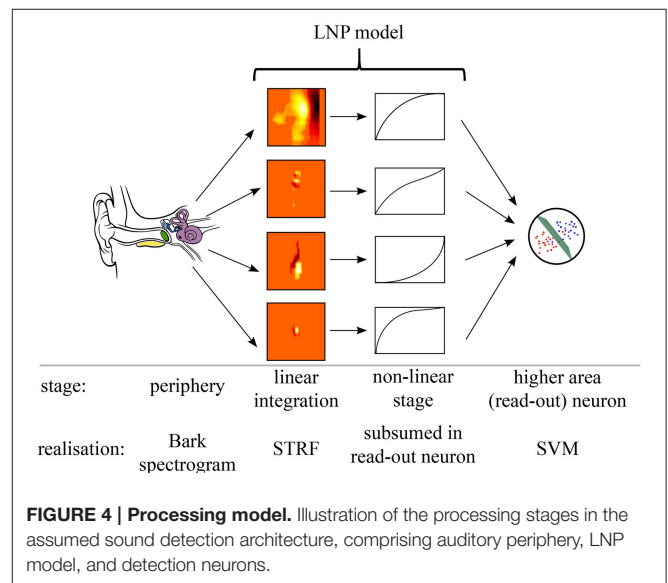 LNP model
stage: periphery linear integration non-linear stage higher area (read-out) neuron
realisation: Bark spectrogram STRF subsumed in read-out neuron SVM
FIGURE 4 | Processing model. Illustration of the processing stages in the
assumed sound detection architecture, comprising auditory periphery, LNP
model, and detection neurons.